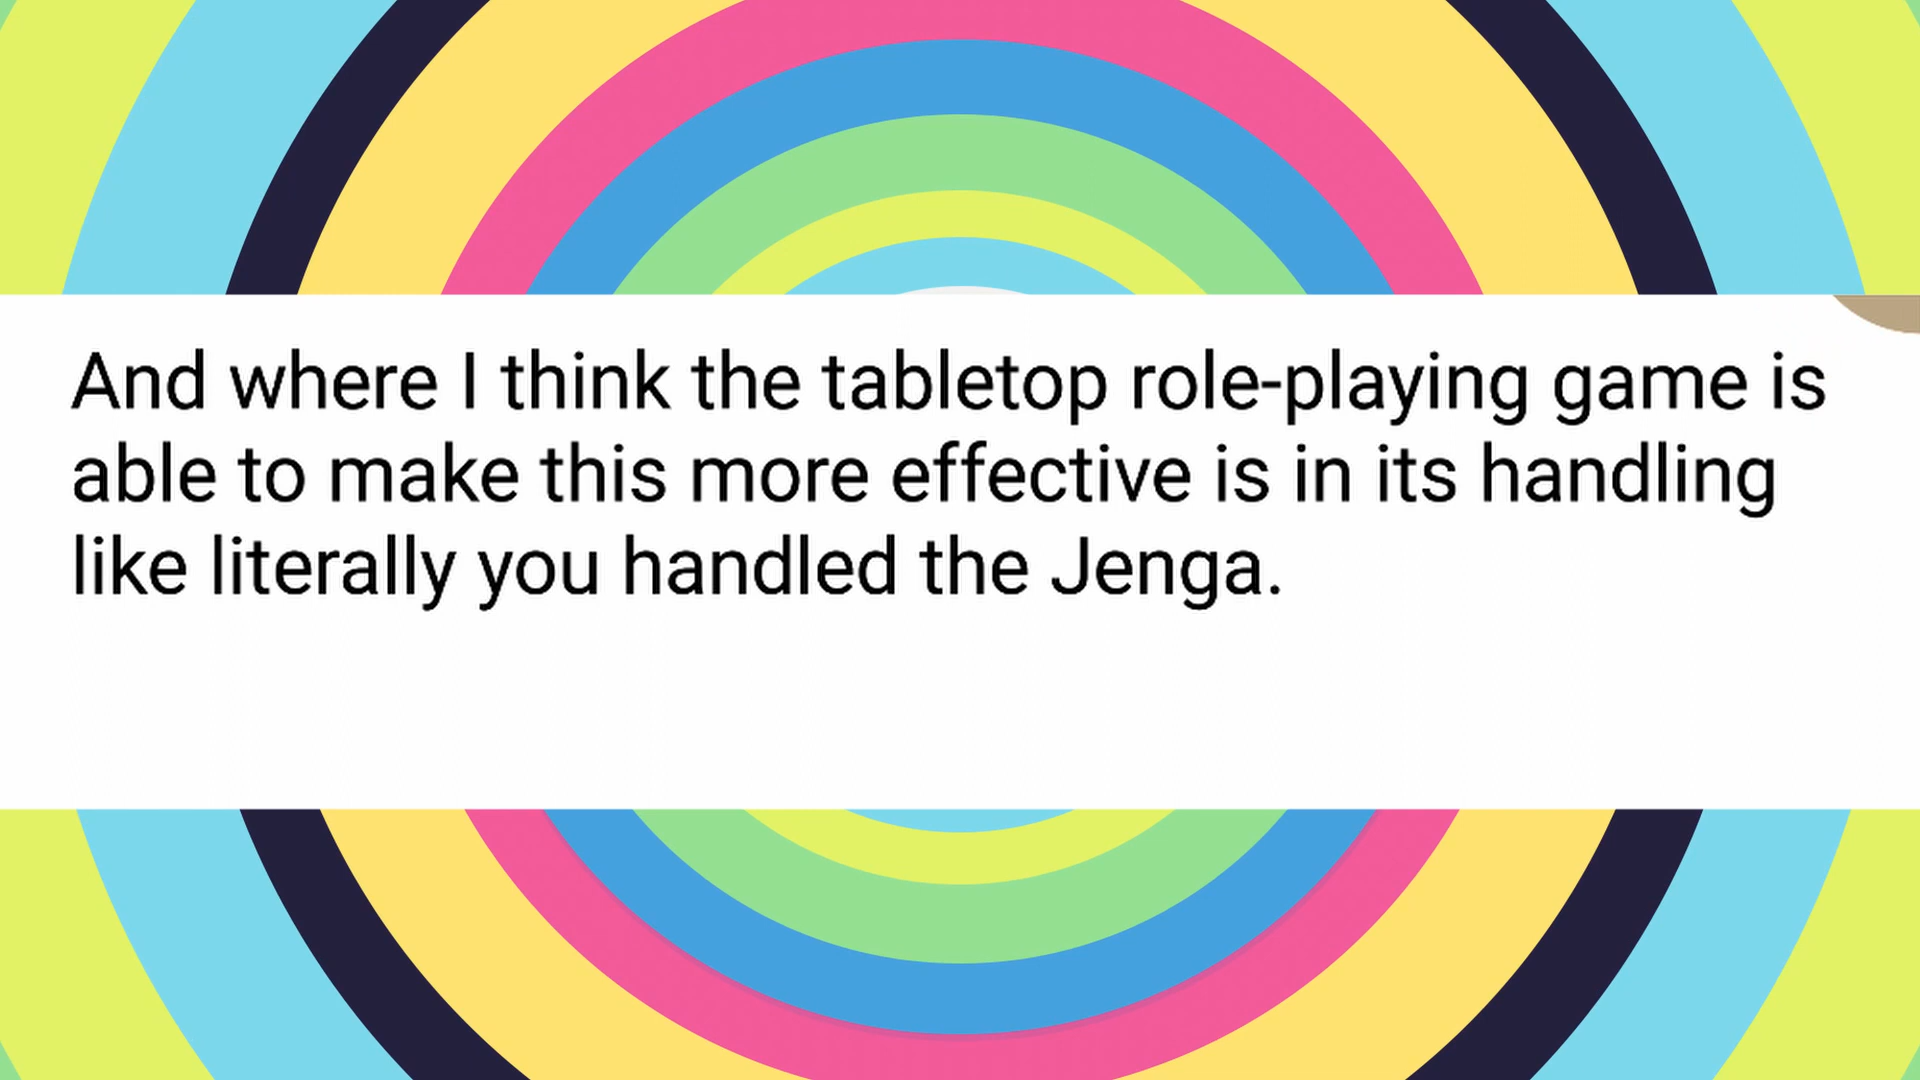 And where I think the tabletop role-playing game is
able to make this more effective is in its handling
like literally you handled the Jenga.